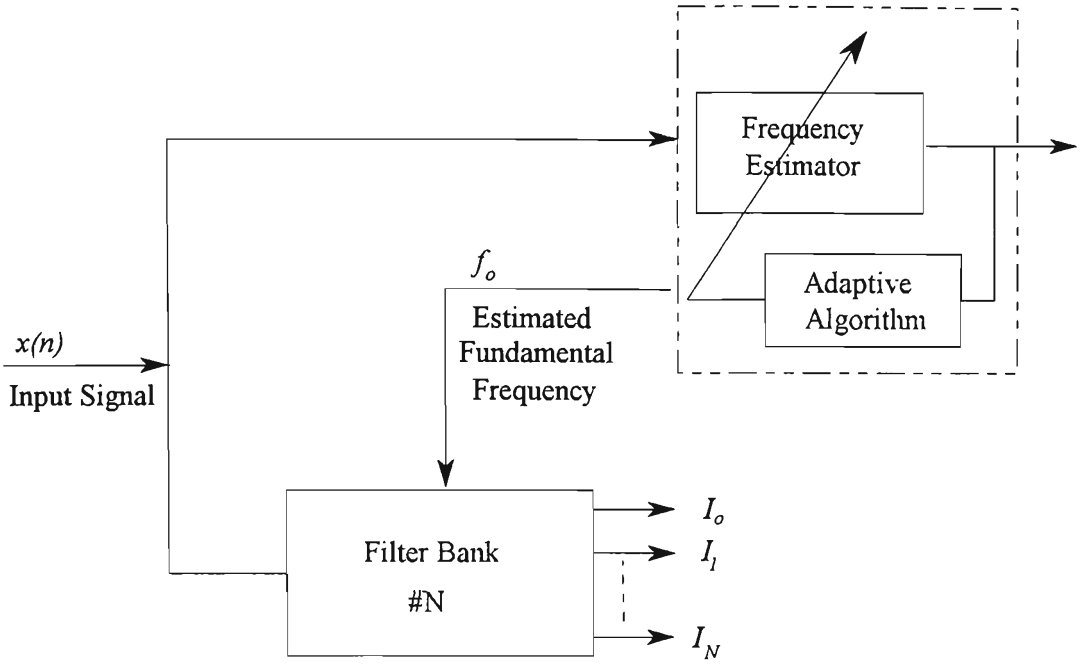 Frequency
Estimator
Adaptive
Algorithm
f_o
Estimated
Fundamental
Frequency
x(n)
Input Signal
Filter Bank
#N
I_o
I_1
I_N